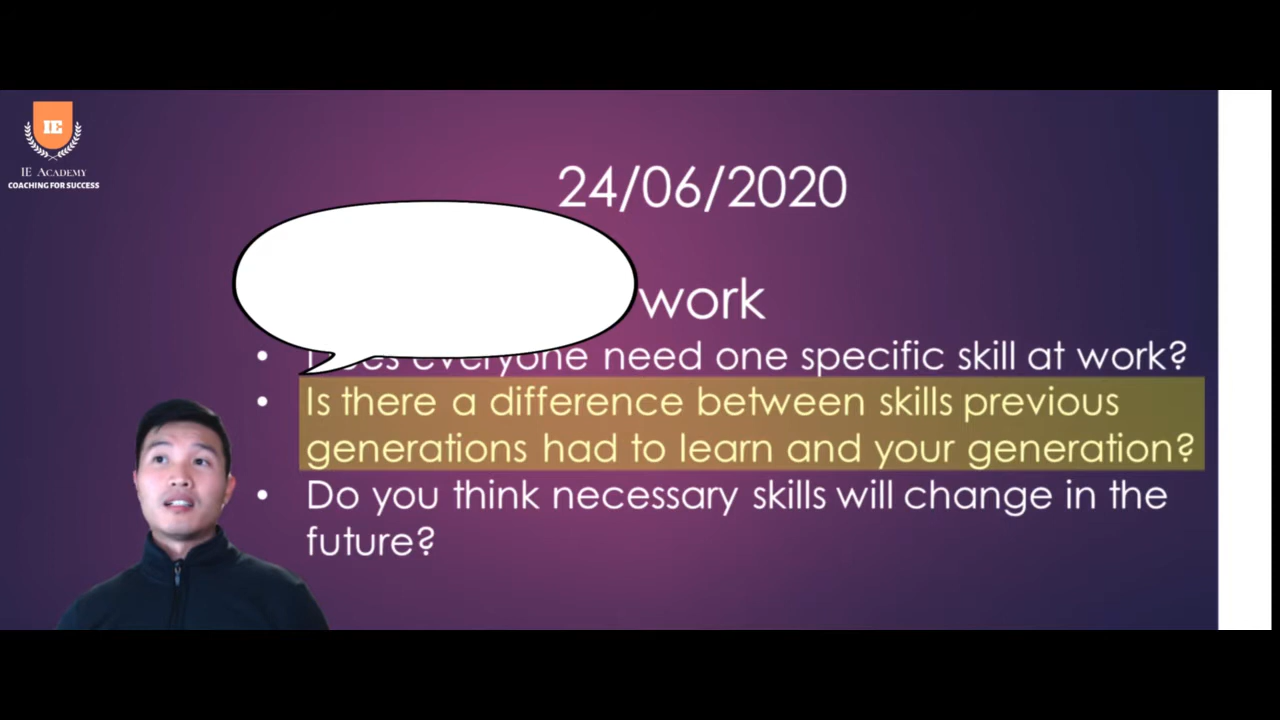 IE
IE ACADEMY
COACHING FOR SUCCESS
24/06/2020
work
• everyone need one specific skill at work?
• Is there a difference between skills previous
generations had to learn and your generation?
• Do you think necessary skills will change in the
future?